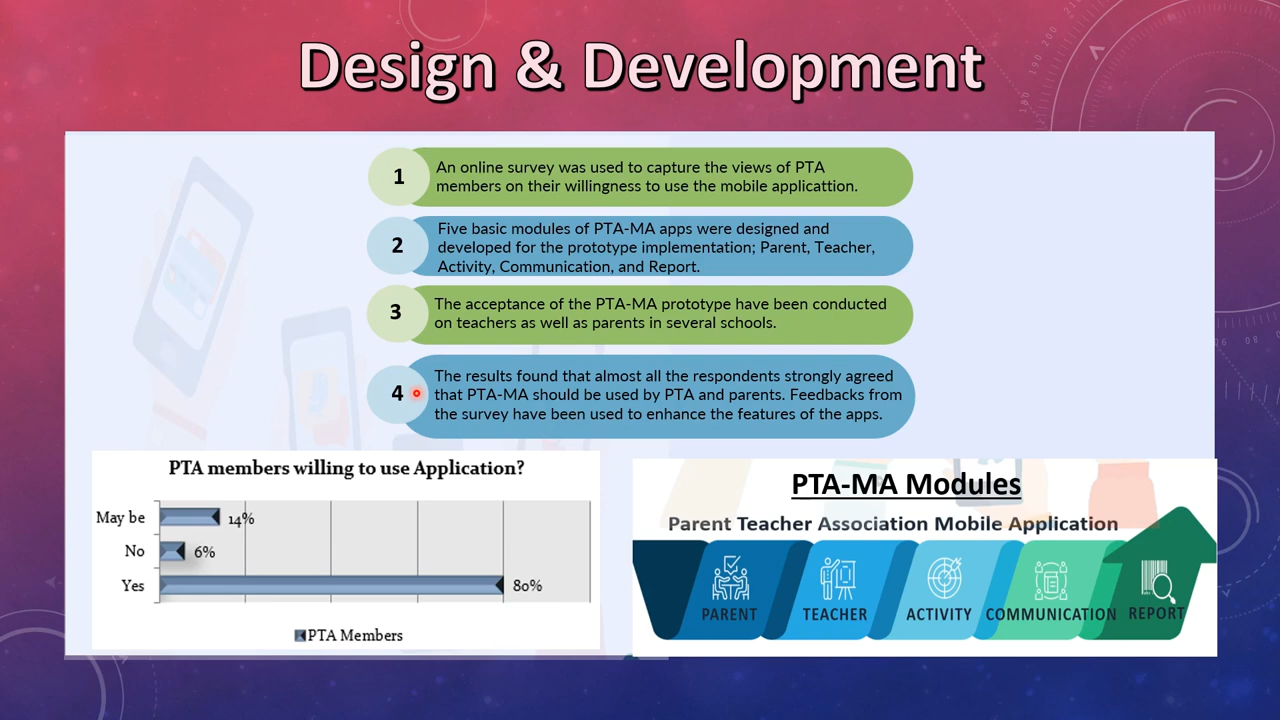 Design & Development
1
An online survey was used to capture the views of PTA
members on their willingness to use the mobile applicattion.
2
Five basic modules of PTA-MA apps were designed and
developed for the prototype implementation; Parent, Teacher,
Activity, Communication, and Report.
3
The acceptance of the PTA-MA prototype have been conducted
on teachers as well as parents in several schools.
4
The results found that almost all the respondents strongly agreed
that PTA-MA should be used by PTA and parents. Feedbacks from
the survey have been used to enhance the features of the apps.
PTA members willing to use Application?
May be 14%
No 6%
Yes 80%
PTA Members
PTA-MA Modules
Parent Teacher Association Mobile Application
PARENT TEACHER ACTIVITY COMMUNICATION REPORT